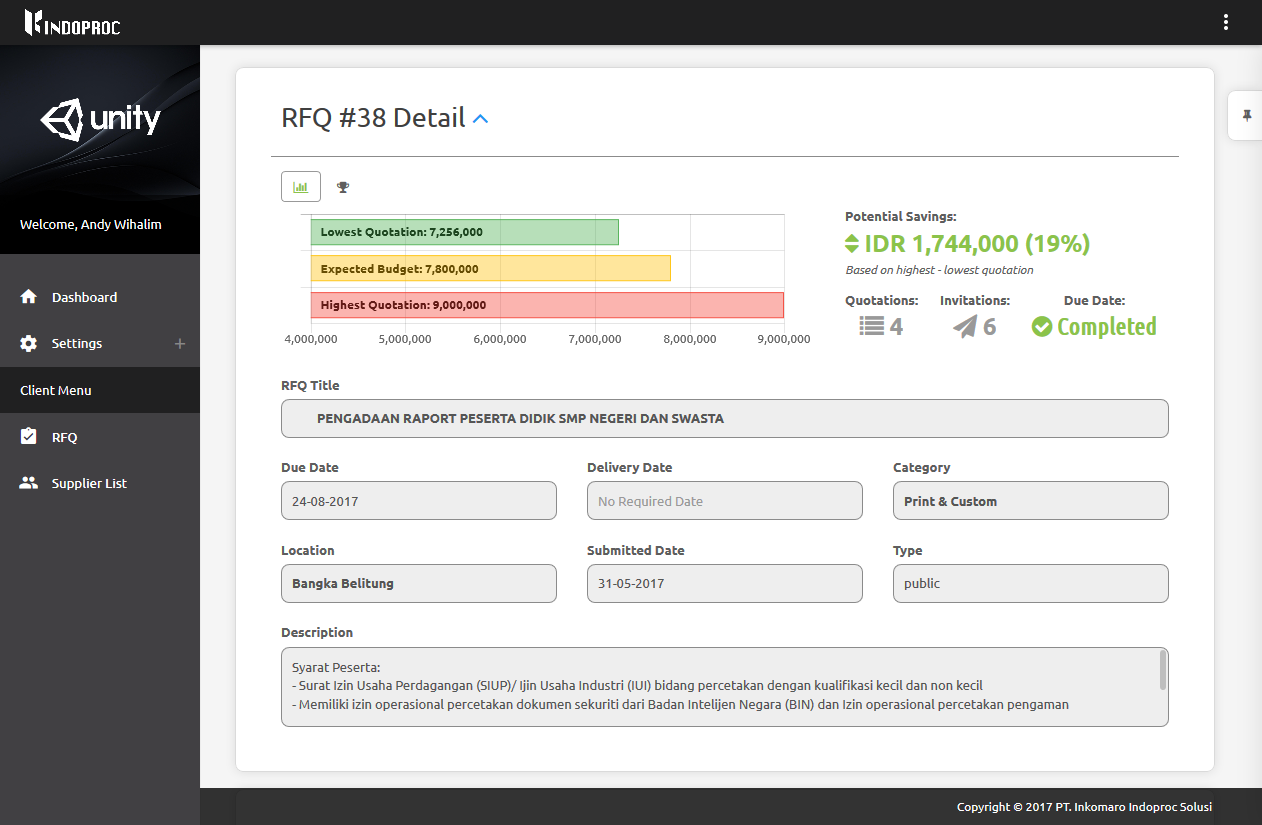 INDOPROC
unity
Welcome, Andy Wihalim
Dashboard
Settings +
Client Menu
RFQ
Supplier List
RFQ #38 Detail
Lowest Quotation: 7,256,000
Expected Budget: 7,800,000
Highest Quotation: 9,000,000
4,000,000 5,000,000 6,000,000 7,000,000 8,000,000 9,000,000
Potential Savings:
IDR 1,744,000 (19%)
Based on highest - lowest quotation
Quotations: Invitations: Due Date:
4 6 Completed
RFQ Title
PENGADAAN RAPORT PESERTA DIDIK SMP NEGERI DAN SWASTA
Due Date Delivery Date Category
24-08-2017 No Required Date Print & Custom
Location Submitted Date Type
Bangka Belitung 31-05-2017 public
Description
Syarat Peserta:
- Surat Izin Usaha Perdagangan (SIUP)/ Ijin Usaha Industri (IUI) bidang percetakan dengan kualifikasi kecil dan non kecil
- Memiliki izin operasional percetakan dokumen sekuriti dari Badan Intelijen Negara (BIN) dan Izin operasional percetakan pengaman
Copyright © 2017 PT. Inkomaro Indoproc Solusi